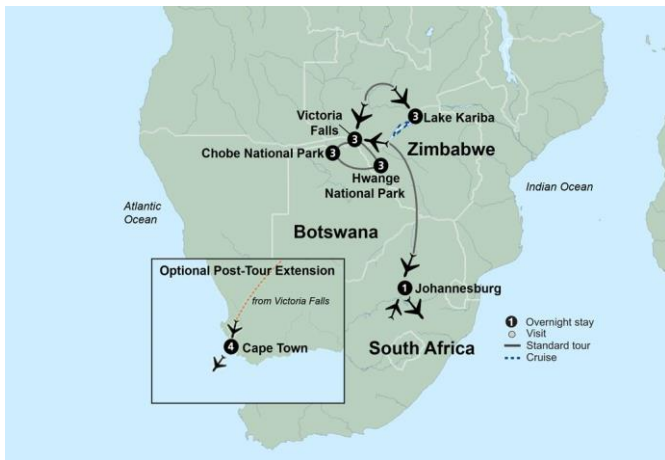 Victoria
Falls
3
3
Lake Kariba
Chobe National Park
3
3
Hwange
National Park
Zimbabwe
Atlantic
Ocean
Indian Ocean
Botswana
Optional Post-Tour Extension
from Victoria Falls
4
Cape Town
1
Johannesburg
South Africa
1
Overnight stay
Visit
Standard tour
Cruise